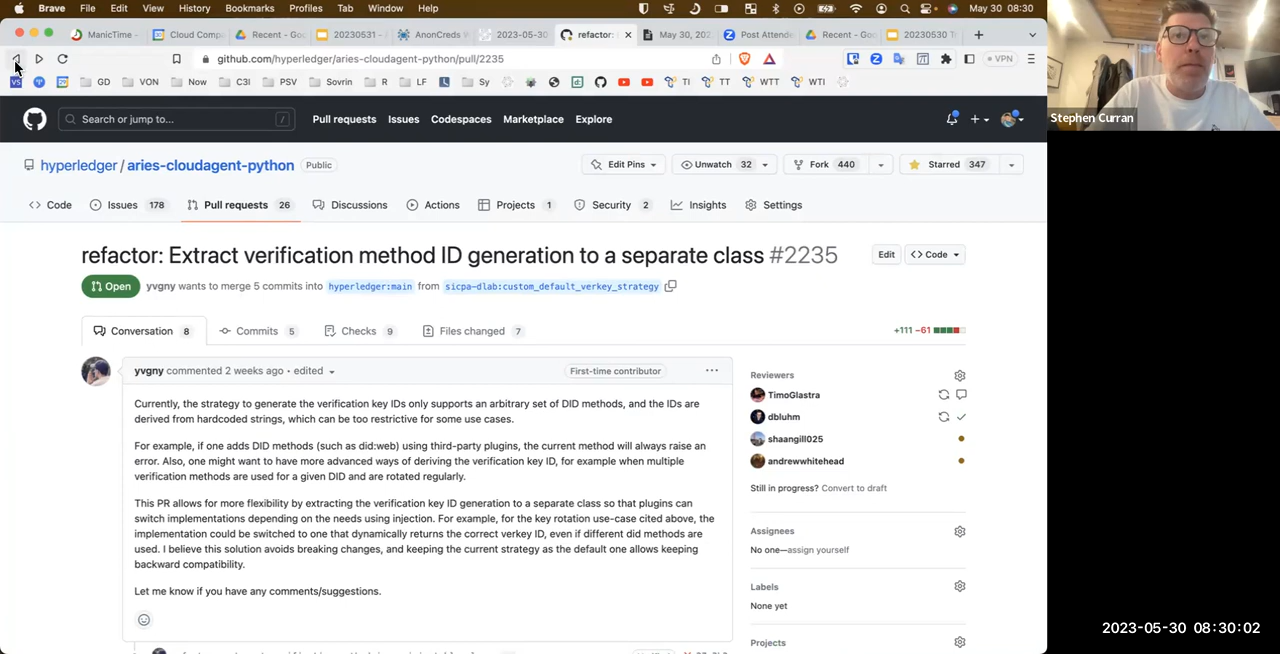 Brave File Edit View History Bookmarks Profiles Tab Window Help May 30 08:30
ManicTime - Cloud Compa Recent - Goo 20230531 - A AnonCreds 2023-05-30 refactor: May 30, 202 Post Attende Recent - Goo 20230530 T
github.com/hyperledger/aries-cloudagent-python/pull/2235 VPN
GD VON Now C3I PSV Sovrin R LF Sy TI TT WTT WTI
Search or jump to... / Pull requests Issues Codespaces Marketplace Explore
Stephen Curran
hyperledger / aries-cloudagent-python Public Edit Pins Unwatch 32 Fork 440 Starred 347
Code Issues 178 Pull requests 26 Discussions Actions Projects 1 Security 2 Insights Settings
refactor: Extract verification method ID generation to a separate class #2235 Edit Code
Open yvgny wants to merge 5 commits into hyperledger:main from sicpa-dlab:custom_default_verkey_strategy
Conversation 8 Commits 5 Checks 9 Files changed 7 +111 −61
yvgny commented 2 weeks ago • edited First-time contributor
Currently, the strategy to generate the verification key IDs only supports an arbitrary set of DID methods, and the IDs are
derived from hardcoded strings, which can be too restrictive for some use cases.
For example, if one adds DID methods (such as did:web) using third-party plugins, the current method will always raise an
error. Also, one might want to have more advanced ways of deriving the verification key ID, for example when multiple
verification methods are used for a given DID and are rotated regularly.
This PR allows for more flexibility by extracting the verification key ID generation to a separate class so that plugins can
switch implementations depending on the needs using injection. For example, for the key rotation use-case cited above, the
implementation could be switched to one that dynamically returns the correct verkey ID, even if different did methods are
used. I believe this solution avoids breaking changes, and keeping the current strategy as the default one allows keeping
backward compatibility.
Let me know if you have any comments/suggestions.
Reviewers
TimoGlastra
dbluhm
shaangill025
andrewwhitehead
Still in progress? Convert to draft
Assignees
No one—assign yourself
Labels
None yet
Projects
2023-05-30 08:30:02